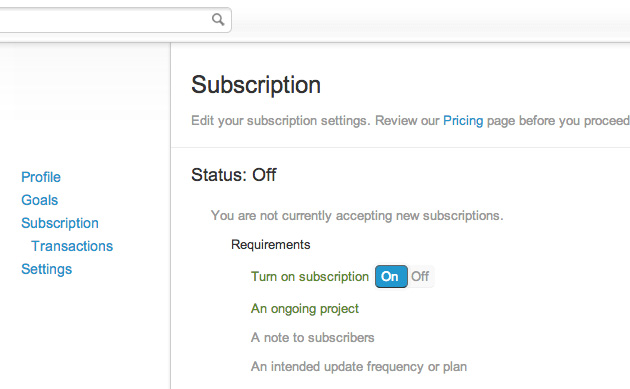 Subscription
Edit your subscription settings. Review our Pricing page before you proceed
Profile
Goals
Subscription
Transactions
Settings
Status: Off
You are not currently accepting new subscriptions.
Requirements
Turn on subscription On Off
An ongoing project
A note to subscribers
An intended update frequency or plan